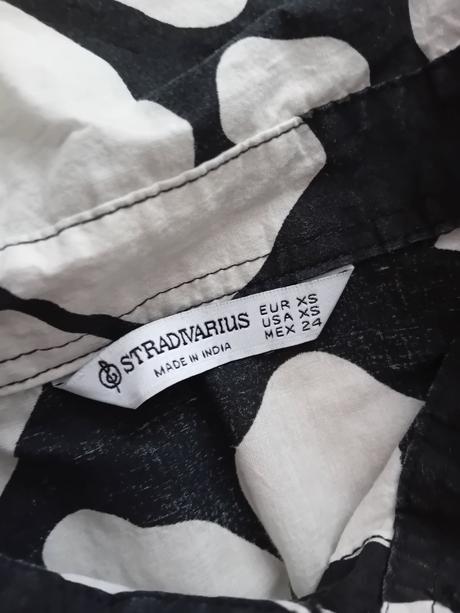 STRADIVARIUS
MADE IN INDIA
EUR XS
USA XS
MEX 24